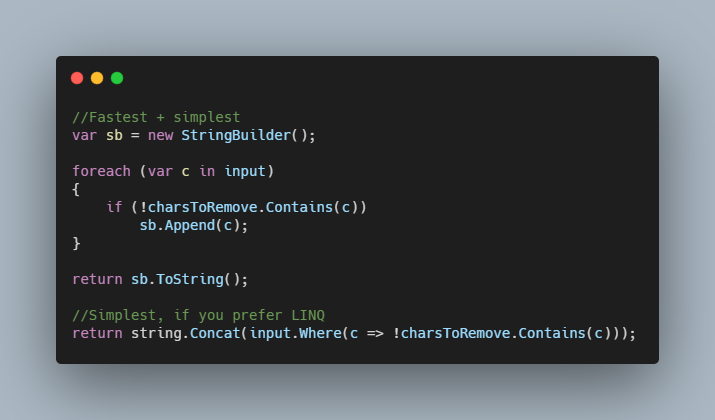 //Fastest + simplest
var sb = new StringBuilder();
foreach (var c in input)
{
    if (!charsToRemove.Contains(c))
        sb.Append(c);
}
return sb.ToString();
//Simplest, if you prefer LINQ
return string.Concat(input.Where(c => !charsToRemove.Contains(c)));